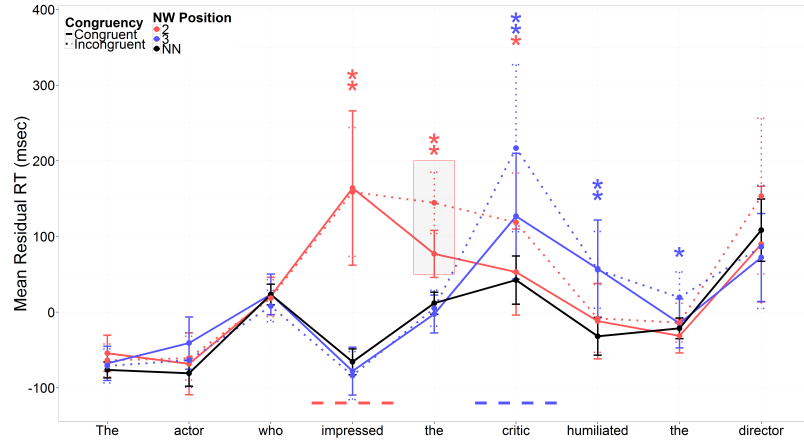 400
300
200
100
0
-100
Mean Residual RT (msec)
Congruency
Congruent
Incongruent
NW Position
2
3
NN
* *
* *
* * *
* *
*
The actor who impressed the critic humiliated the director